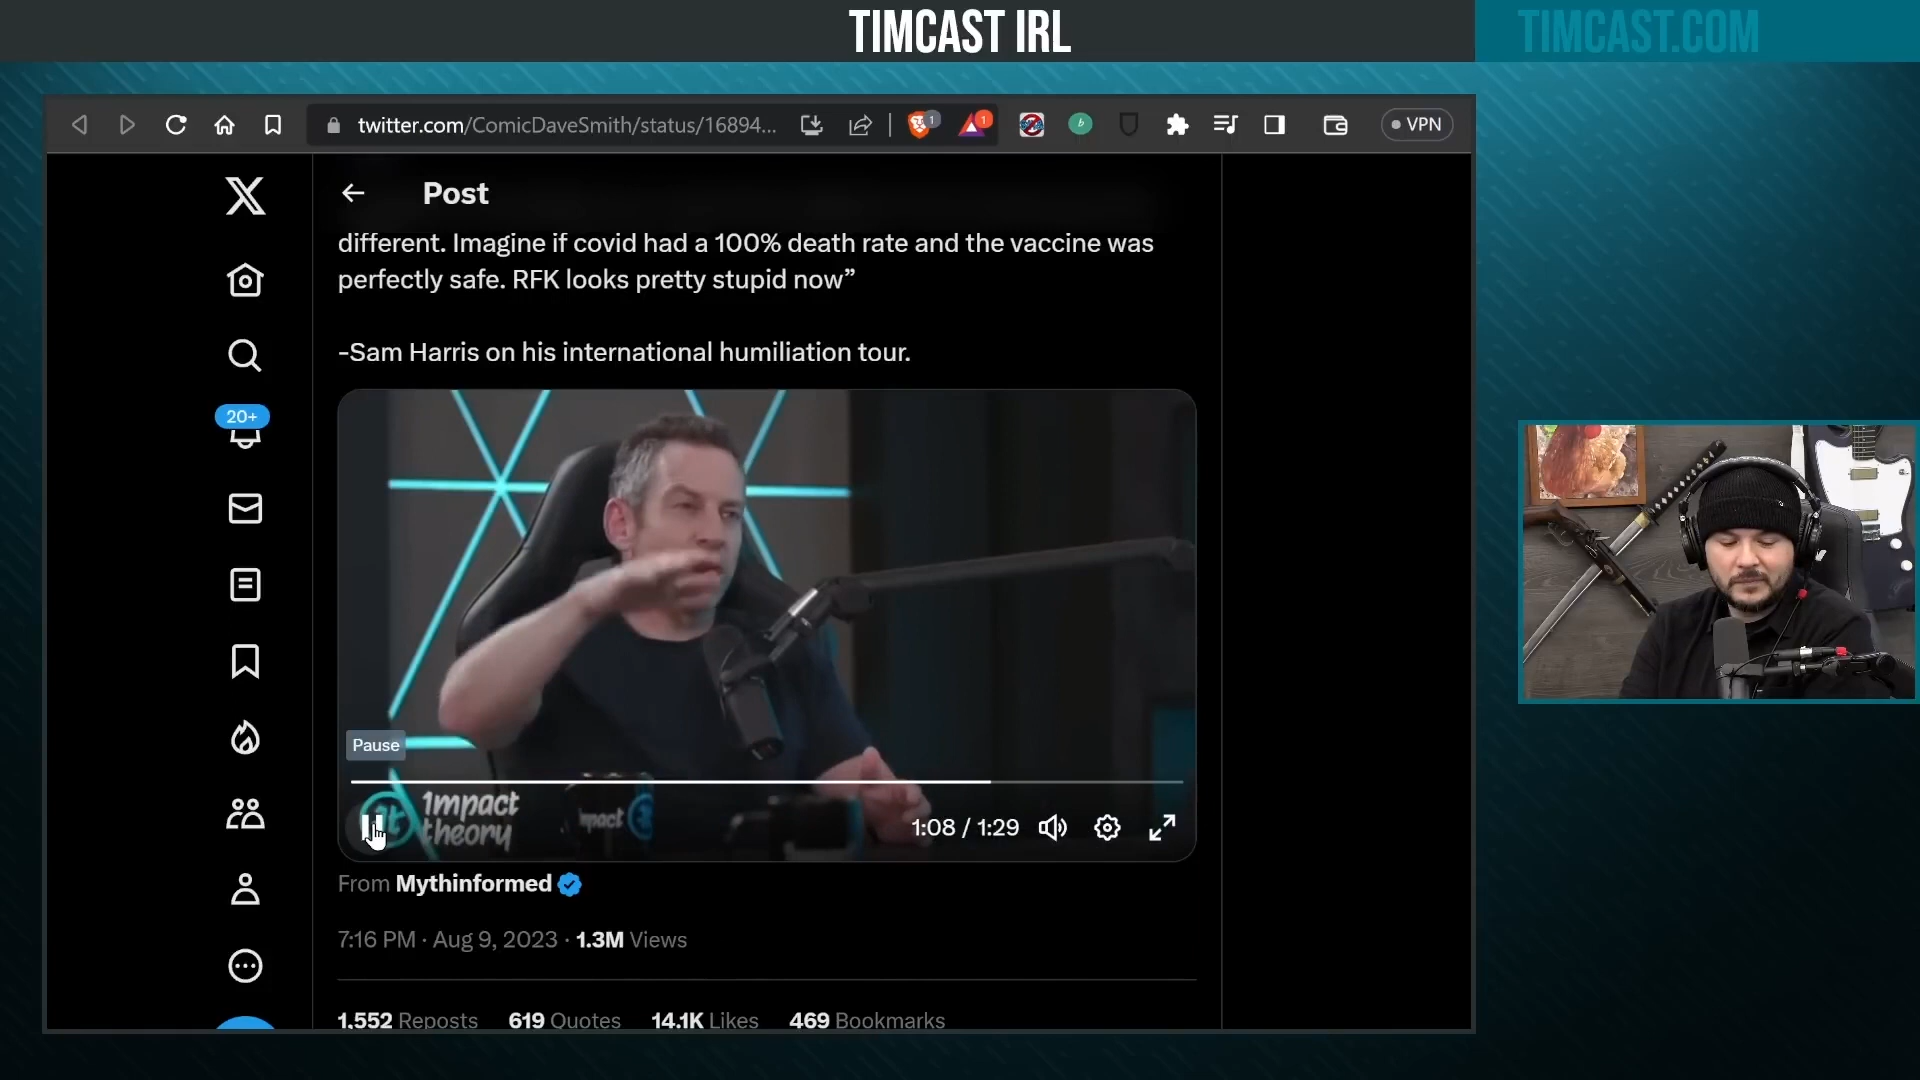 TIMCAST IRL
TIMCAST.COM
twitter.com/ComicDaveSmith/status/16894...
1
1
b
VPN
X
Post
different. Imagine if covid had a 100% death rate and the vaccine was
perfectly safe. RFK looks pretty stupid now”
-Sam Harris on his international humiliation tour.
20+
Pause
1mpact
theory
impact
1:08 / 1:29
From Mythinformed
7:16 PM · Aug 9, 2023 · 1.3M Views
1,552 Reposts 619 Quotes 14.1K Likes 469 Bookmarks